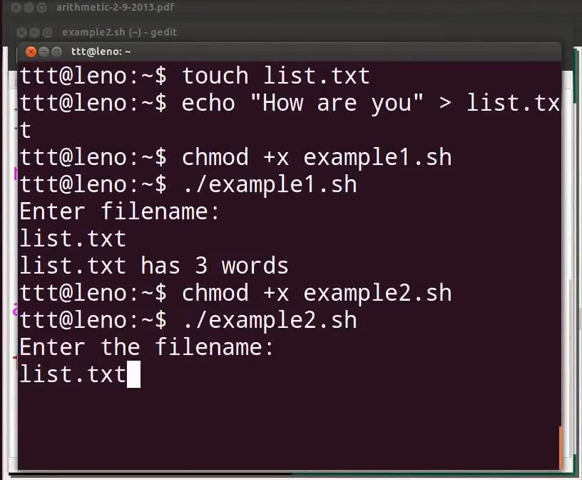 arithmetic-2-9-2013.pdf
example2.sh (~) - gedit
ttt@leno: ~
ttt@leno:~$ touch list.txt
ttt@leno:~$ echo "How are you" > list.tx
t
ttt@leno:~$ chmod +x example1.sh
ttt@leno:~$ ./example1.sh
Enter filename:
list.txt
list.txt has 3 words
ttt@leno:~$ chmod +x example2.sh
ttt@leno:~$ ./example2.sh
Enter the filename:
list.txt